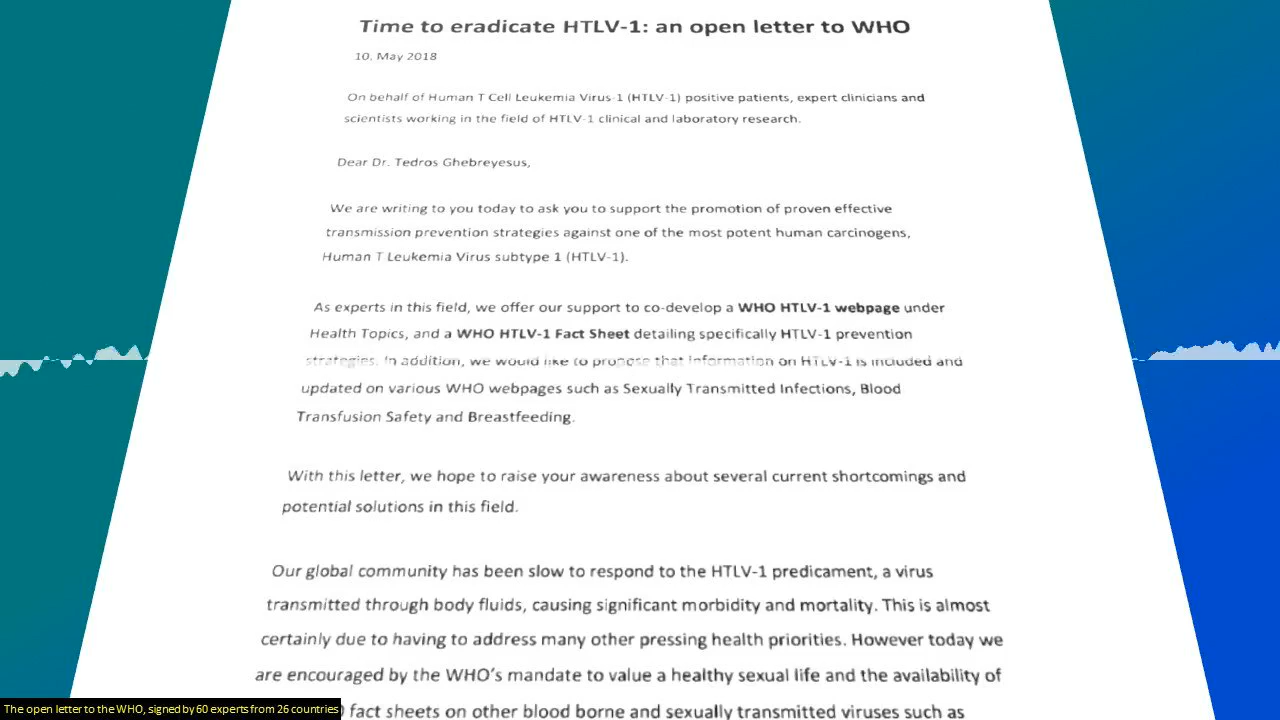 Time to eradicate HTLV-1: an open letter to WHO
10, May 2018
On behalf of Human T Cell Leukemia Virus-1 (HTLV-1) positive patients, expert clinicians and
scientists working in the field of HTLV-1 clinical and laboratory research.
Dear Dr. Tedros Ghebreyesus,
We are writing to you today to ask you to support the promotion of proven effective
transmission prevention strategies against one of the most potent human carcinogens,
Human T Leukemia Virus subtype 1 (HTLV-1).
As experts in this field, we offer our support to co-develop a WHO HTLV-1 webpage under
Health Topics, and a WHO HTLV-1 Fact Sheet detailing specifically HTLV-1 prevention
strategies. In addition, we would like to propose that information on HTLV-1 is included and
updated on various WHO webpages such as Sexually Transmitted Infections, Blood
Transfusion Safety and Breastfeeding.
With this letter, we hope to raise your awareness about several current shortcomings and
potential solutions in this field.
Our global community has been slow to respond to the HTLV-1 predicament, a virus
transmitted through body fluids, causing significant morbidity and mortality. This is almost
certainly due to having to address many other pressing health priorities. However today we
are encouraged by the WHO's mandate to value a healthy sexual life and the availability of
fact sheets on other blood borne and sexually transmitted viruses such as
The open letter to the WHO, signed by 60 experts from 26 countries